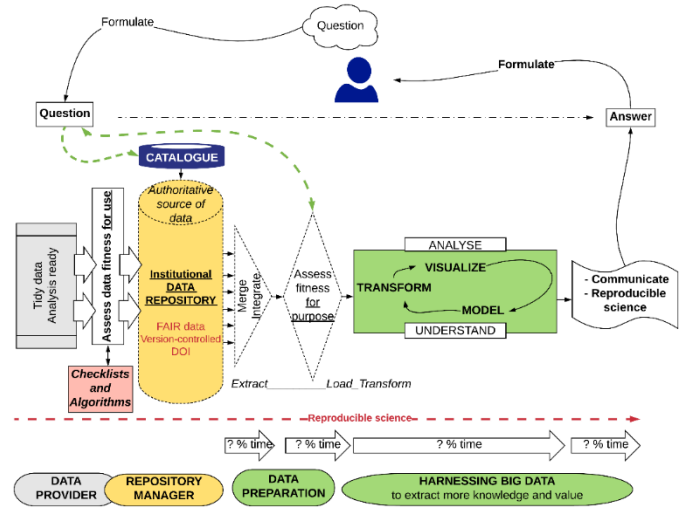 Question
Formulate
Formulate
Question
Answer
CATALOGUE
Authoritative
source of
data
Tidy data
Analysis ready
Assess data fitness for use
Institutional
DATA
REPOSITORY
FAIR data
Version-controlled
DOI
Merge
Integrate
Assess
fitness
for
purpose
ANALYSE
VISUALIZE
TRANSFORM
MODEL
UNDERSTAND
- Communicate
- Reproducible
science
Checklists
and
Algorithms
Extract_________Load_Transform
Reproducible science
? % time
? % time
? % time
? % time
DATA
PROVIDER
REPOSITORY
MANAGER
DATA
PREPARATION
HARNESSING BIG DATA
to extract more knowledge and value